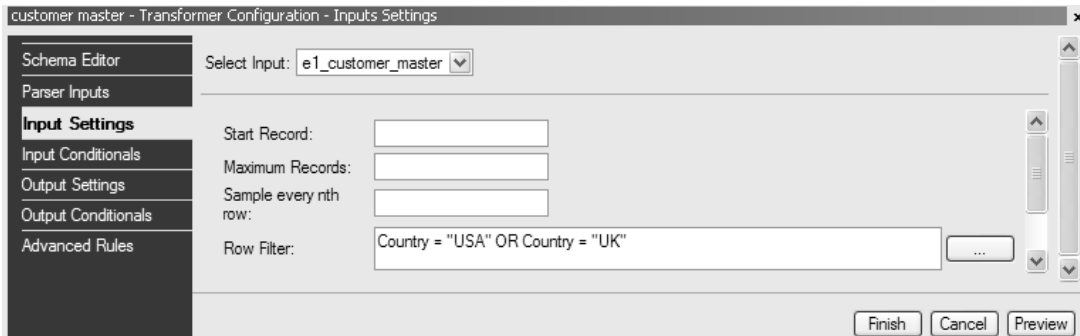 customer master - Transformer Configuration - Inputs Settings
x
Schema Editor
Parser Inputs
Input Settings
Input Conditionals
Output Settings
Output Conditionals
Advanced Rules
Select Input: e1_customer_master
Start Record:
Maximum Records:
Sample every nth
row:
Row Filter: Country = "USA" OR Country = "UK" ...
Finish Cancel Preview